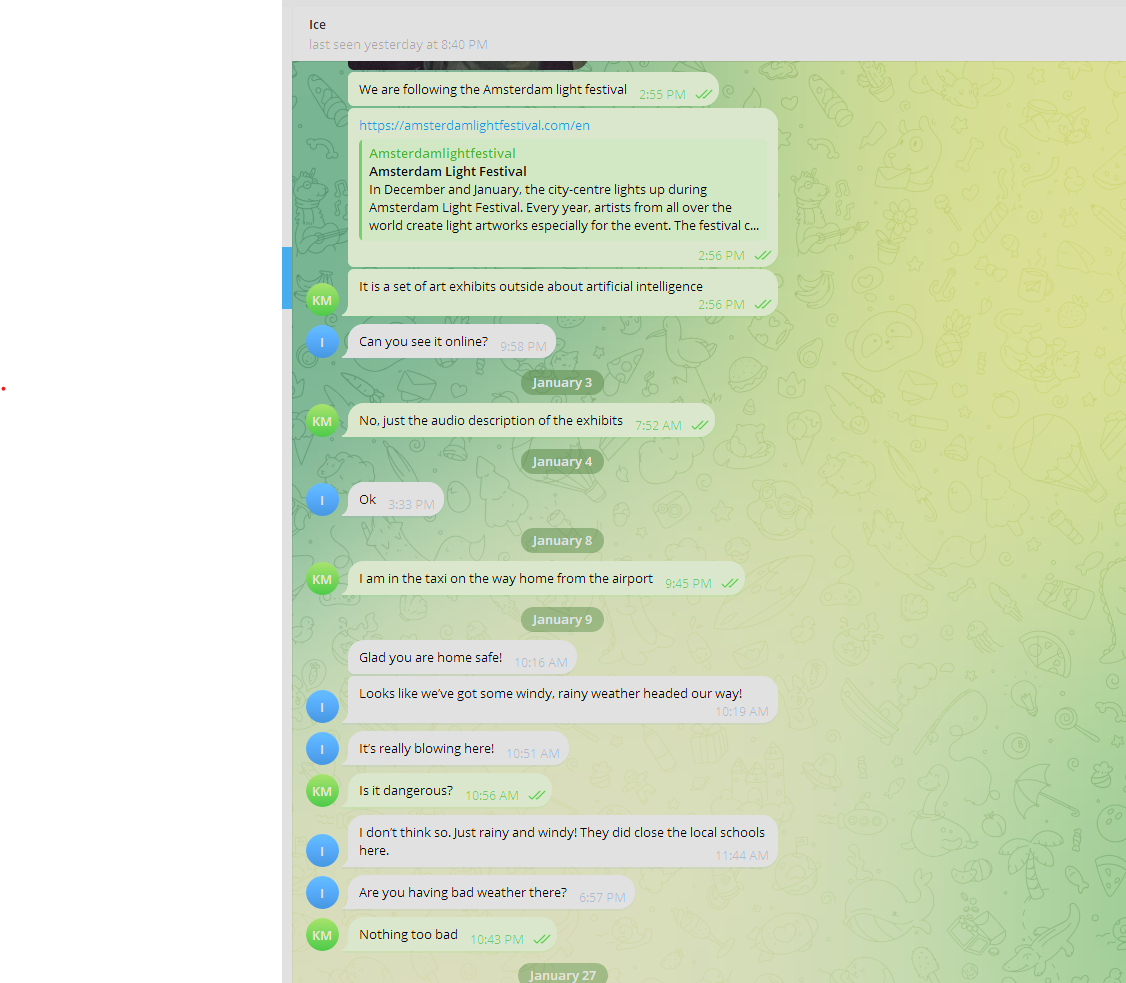 Ice
last seen yesterday at 8:40 PM
We are following the Amsterdam light festival 2:55 PM
https://amsterdamlightfestival.com/en
Amsterdamlightfestival
Amsterdam Light Festival
In December and January, the city-centre lights up during
Amsterdam Light Festival. Every year, artists from all over the
world create light artworks especially for the event. The festival c...
2:56 PM
It is a set of art exhibits outside about artificial intelligence
KM
2:56 PM
I
Can you see it online? 9:58 PM
January 3
KM
No, just the audio description of the exhibits 7:52 AM
January 4
I
Ok 3:33 PM
January 8
KM
I am in the taxi on the way home from the airport 9:45 PM
January 9
Glad you are home safe! 10:16 AM
Looks like we've got some windy, rainy weather headed our way!
I
10:19 AM
I
It's really blowing here! 10:51 AM
KM
Is it dangerous? 10:56 AM
I don't think so. Just rainy and windy! They did close the local schools
I
here. 11:44 AM
I
Are you having bad weather there? 6:57 PM
KM
Nothing too bad 10:43 PM
January 27